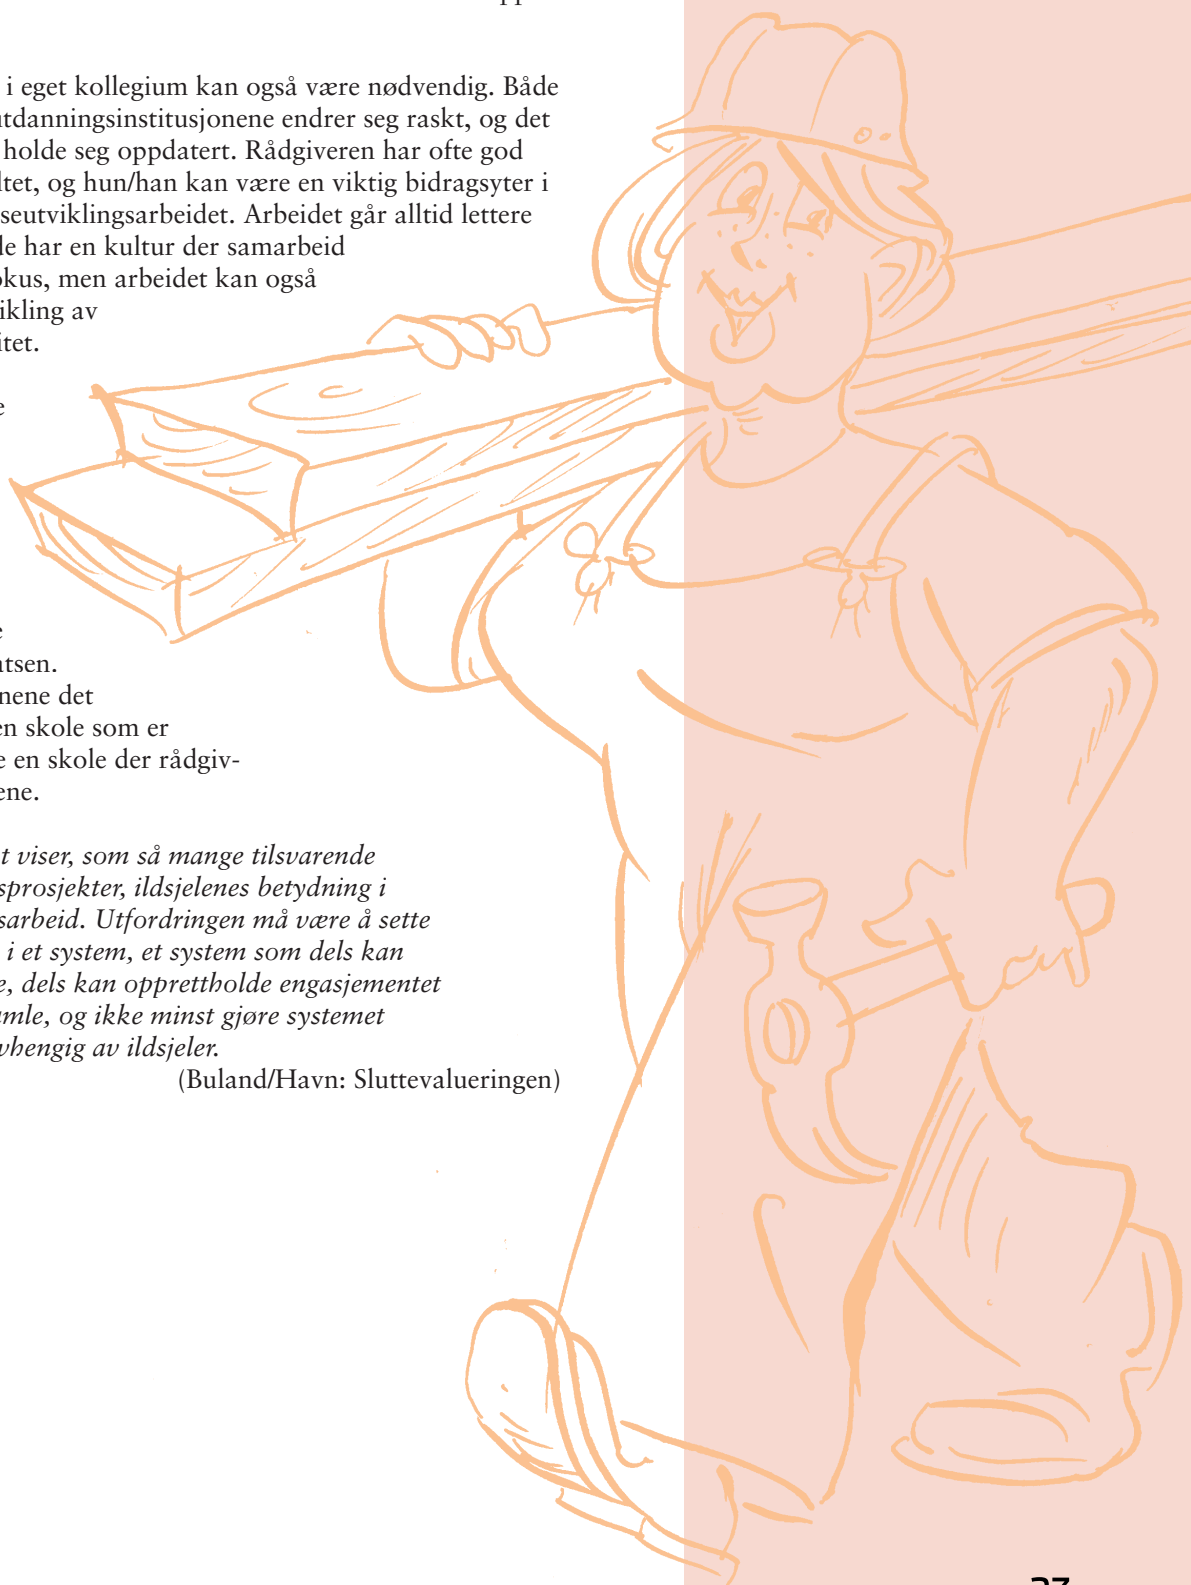 i eget kollegium kan også være nødvendig. Både
utdanningsinstitusjonene endrer seg raskt, og det
holde seg oppdatert. Rådgiveren har ofte god
ltet, og hun/han kan være en viktig bidragsyter i
seutviklingsarbeidet. Arbeidet går alltid lettere
de har en kultur der samarbeid
okus, men arbeidet kan også
ikling av
itet.
e
e
atsen.
nene det
en skole som er
e en skole der rådgiv-
ene.
t viser, som så mange tilsvarende
sprosjekter, ildsjelenes betydning i
sarbeid. Utfordringen må være å sette
i et system, et system som dels kan
e, dels kan opprettholde engasjementet
amle, og ikke minst gjøre systemet
vhengig av ildsjeler.
(Buland/Havn: Sluttevalueringen)